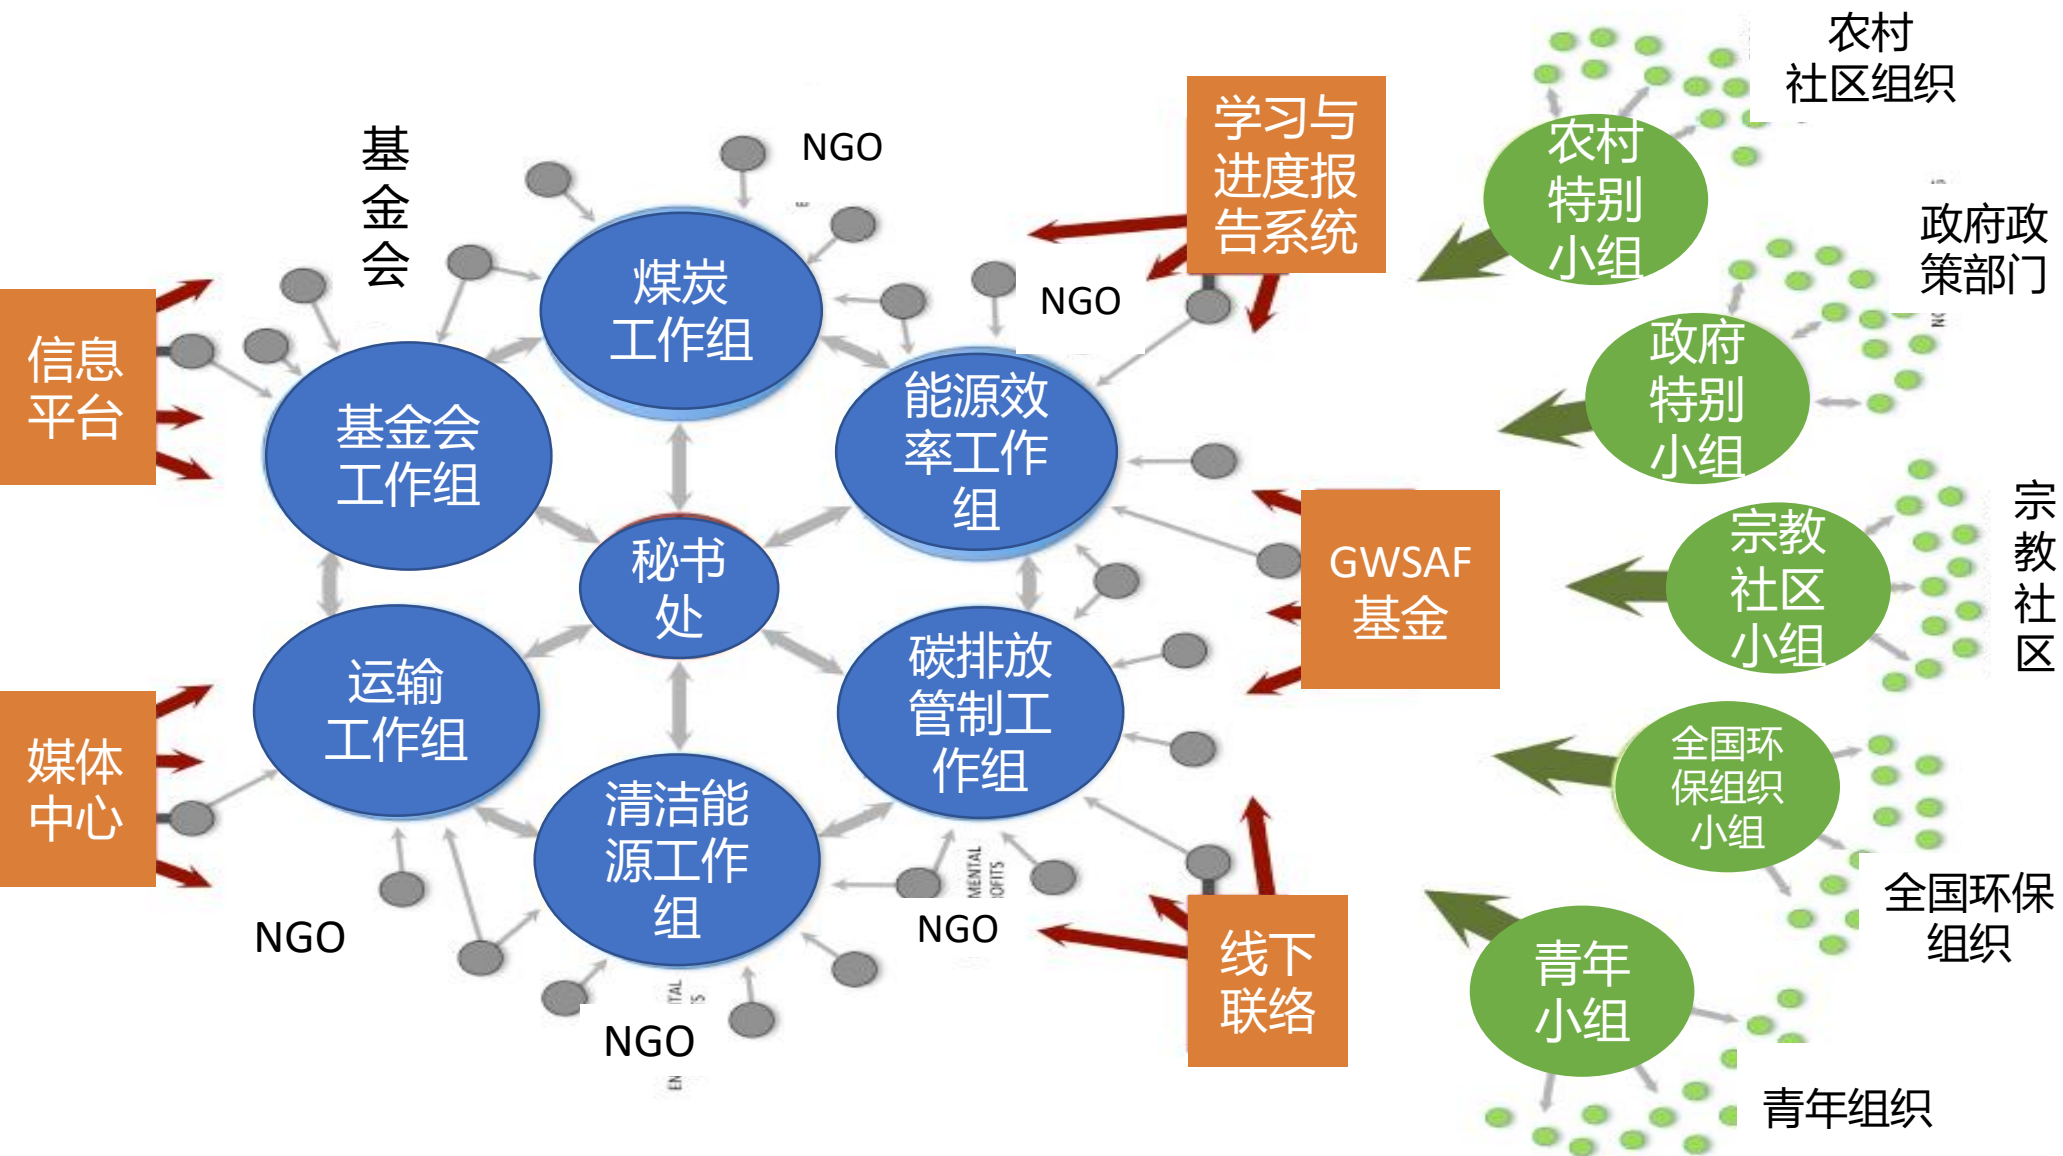 基
金
会
NGO
煤炭
工作组
NGO
能源效
率工作
组
基金会
工作组
秘书
处
运输
工作组
碳排放
管制工
作组
清洁能
源工作
组
NGO
NGO
NGO
MENTAL
OFITS
TAL
EN
信息
平台
媒体
中心
学习与
进度报
告系统
GWSAF
基金
线下
联络
农村
特别
小组
农村
社区组织
政府
特别
小组
政府政
策部门
宗教
社区
小组
宗
教
社
区
全国环
保组织
小组
全国环保
组织
青年
小组
青年组织